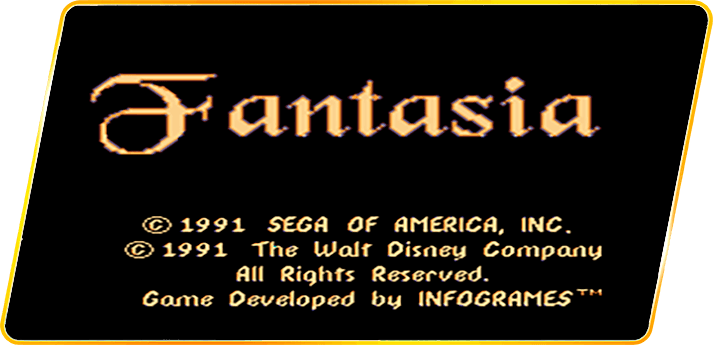 Fantasia
© 1991 SEGA OF AMERICA, INC.
© 1991 The Walt Disney Company
All Rights Reserved.
Game Developed by INFOGRAMES™